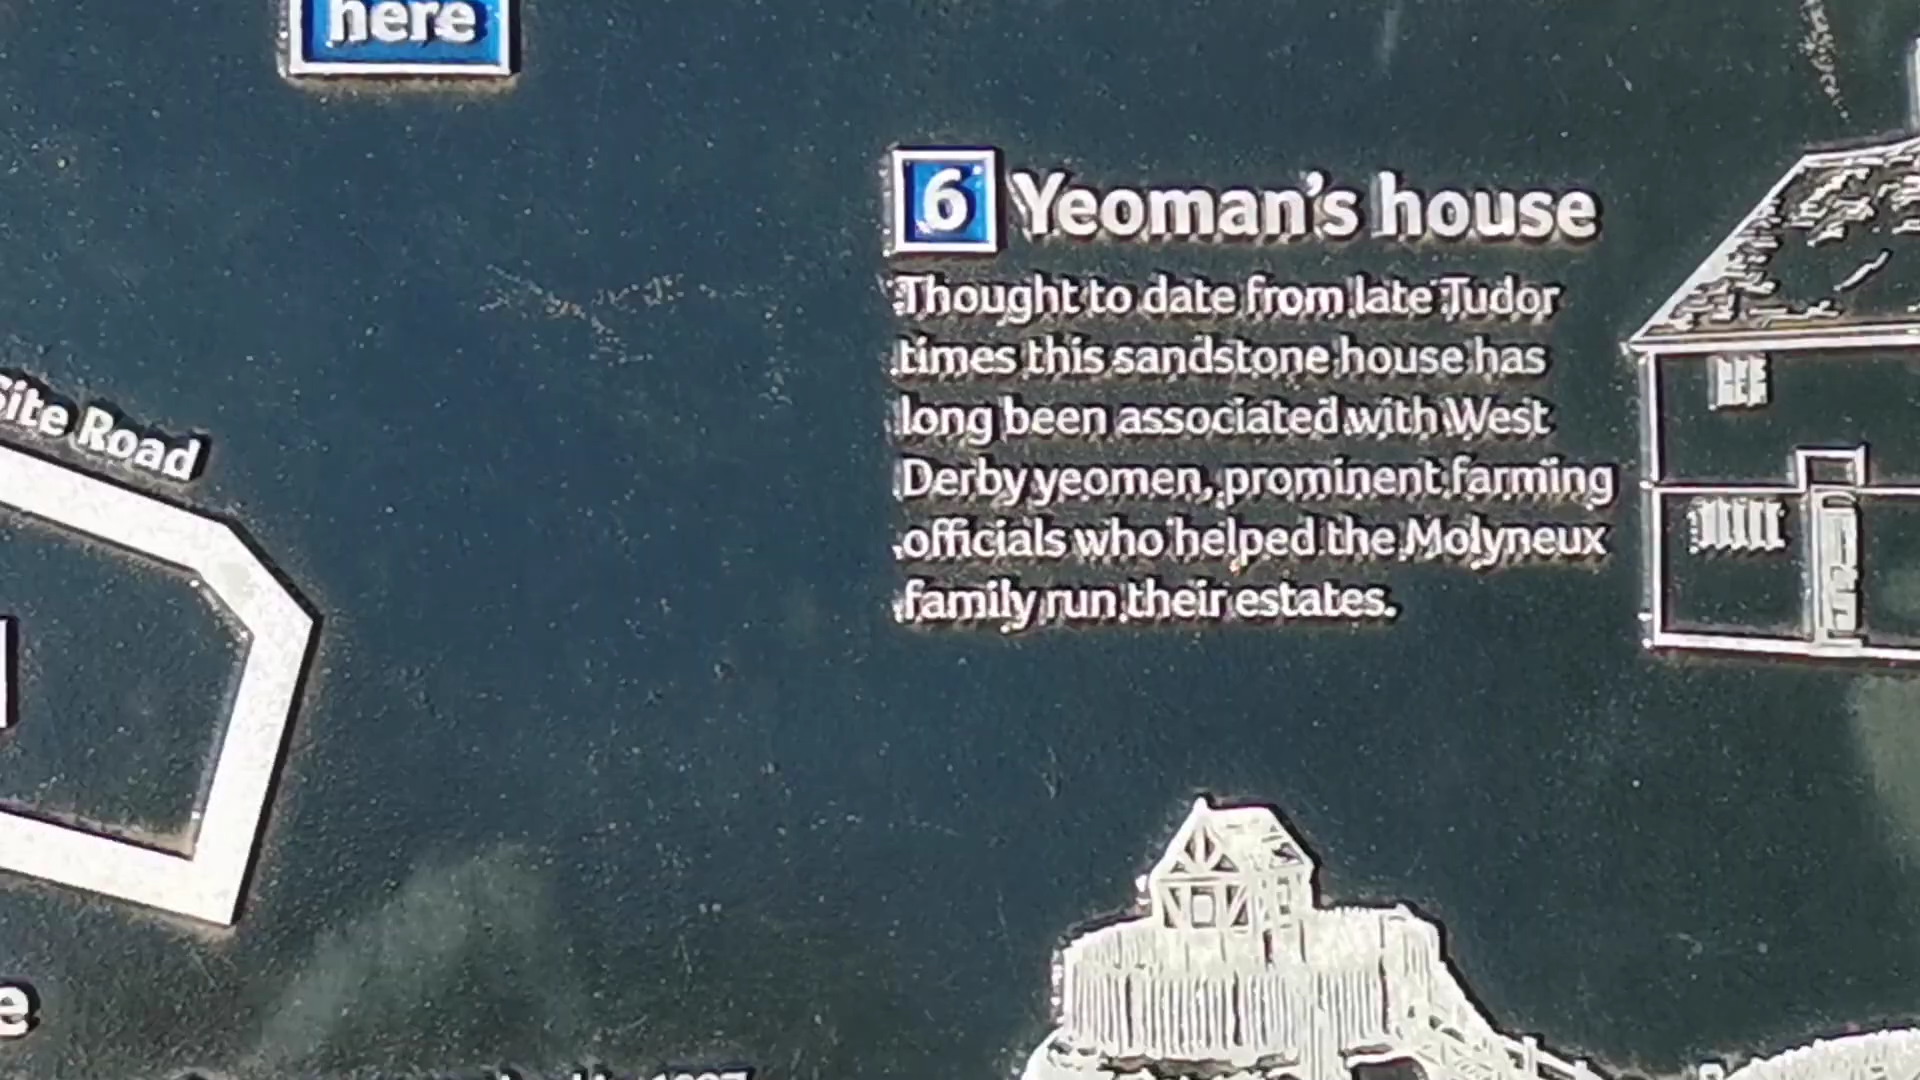 here
6 Yeoman's house
Thought to date from late Tudor
times this sandstone house has
long been associated with West
Derby yeomen, prominent farming
officials who helped the Molyneux
family run their estates.
Site Road